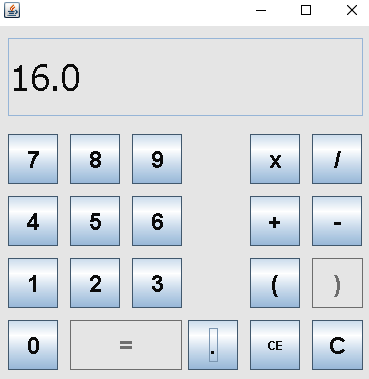 16.0
7 8 9 x /
4 5 6 + -
1 2 3 ( )
0 = . CE C